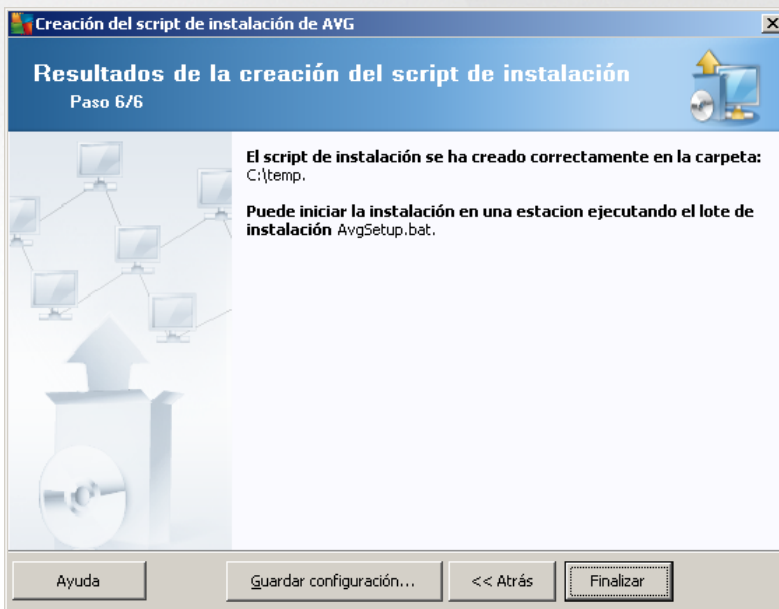 Creación del script de instalación de AVG
Resultados de la creación del script de instalación
Paso 6/6
El script de instalación se ha creado correctamente en la carpeta:
C:\temp.
Puede iniciar la instalación en una estacion ejecutando el lote de
instalación AvgSetup.bat.
Ayuda
Guardar configuración...
<< Atrás
Finalizar